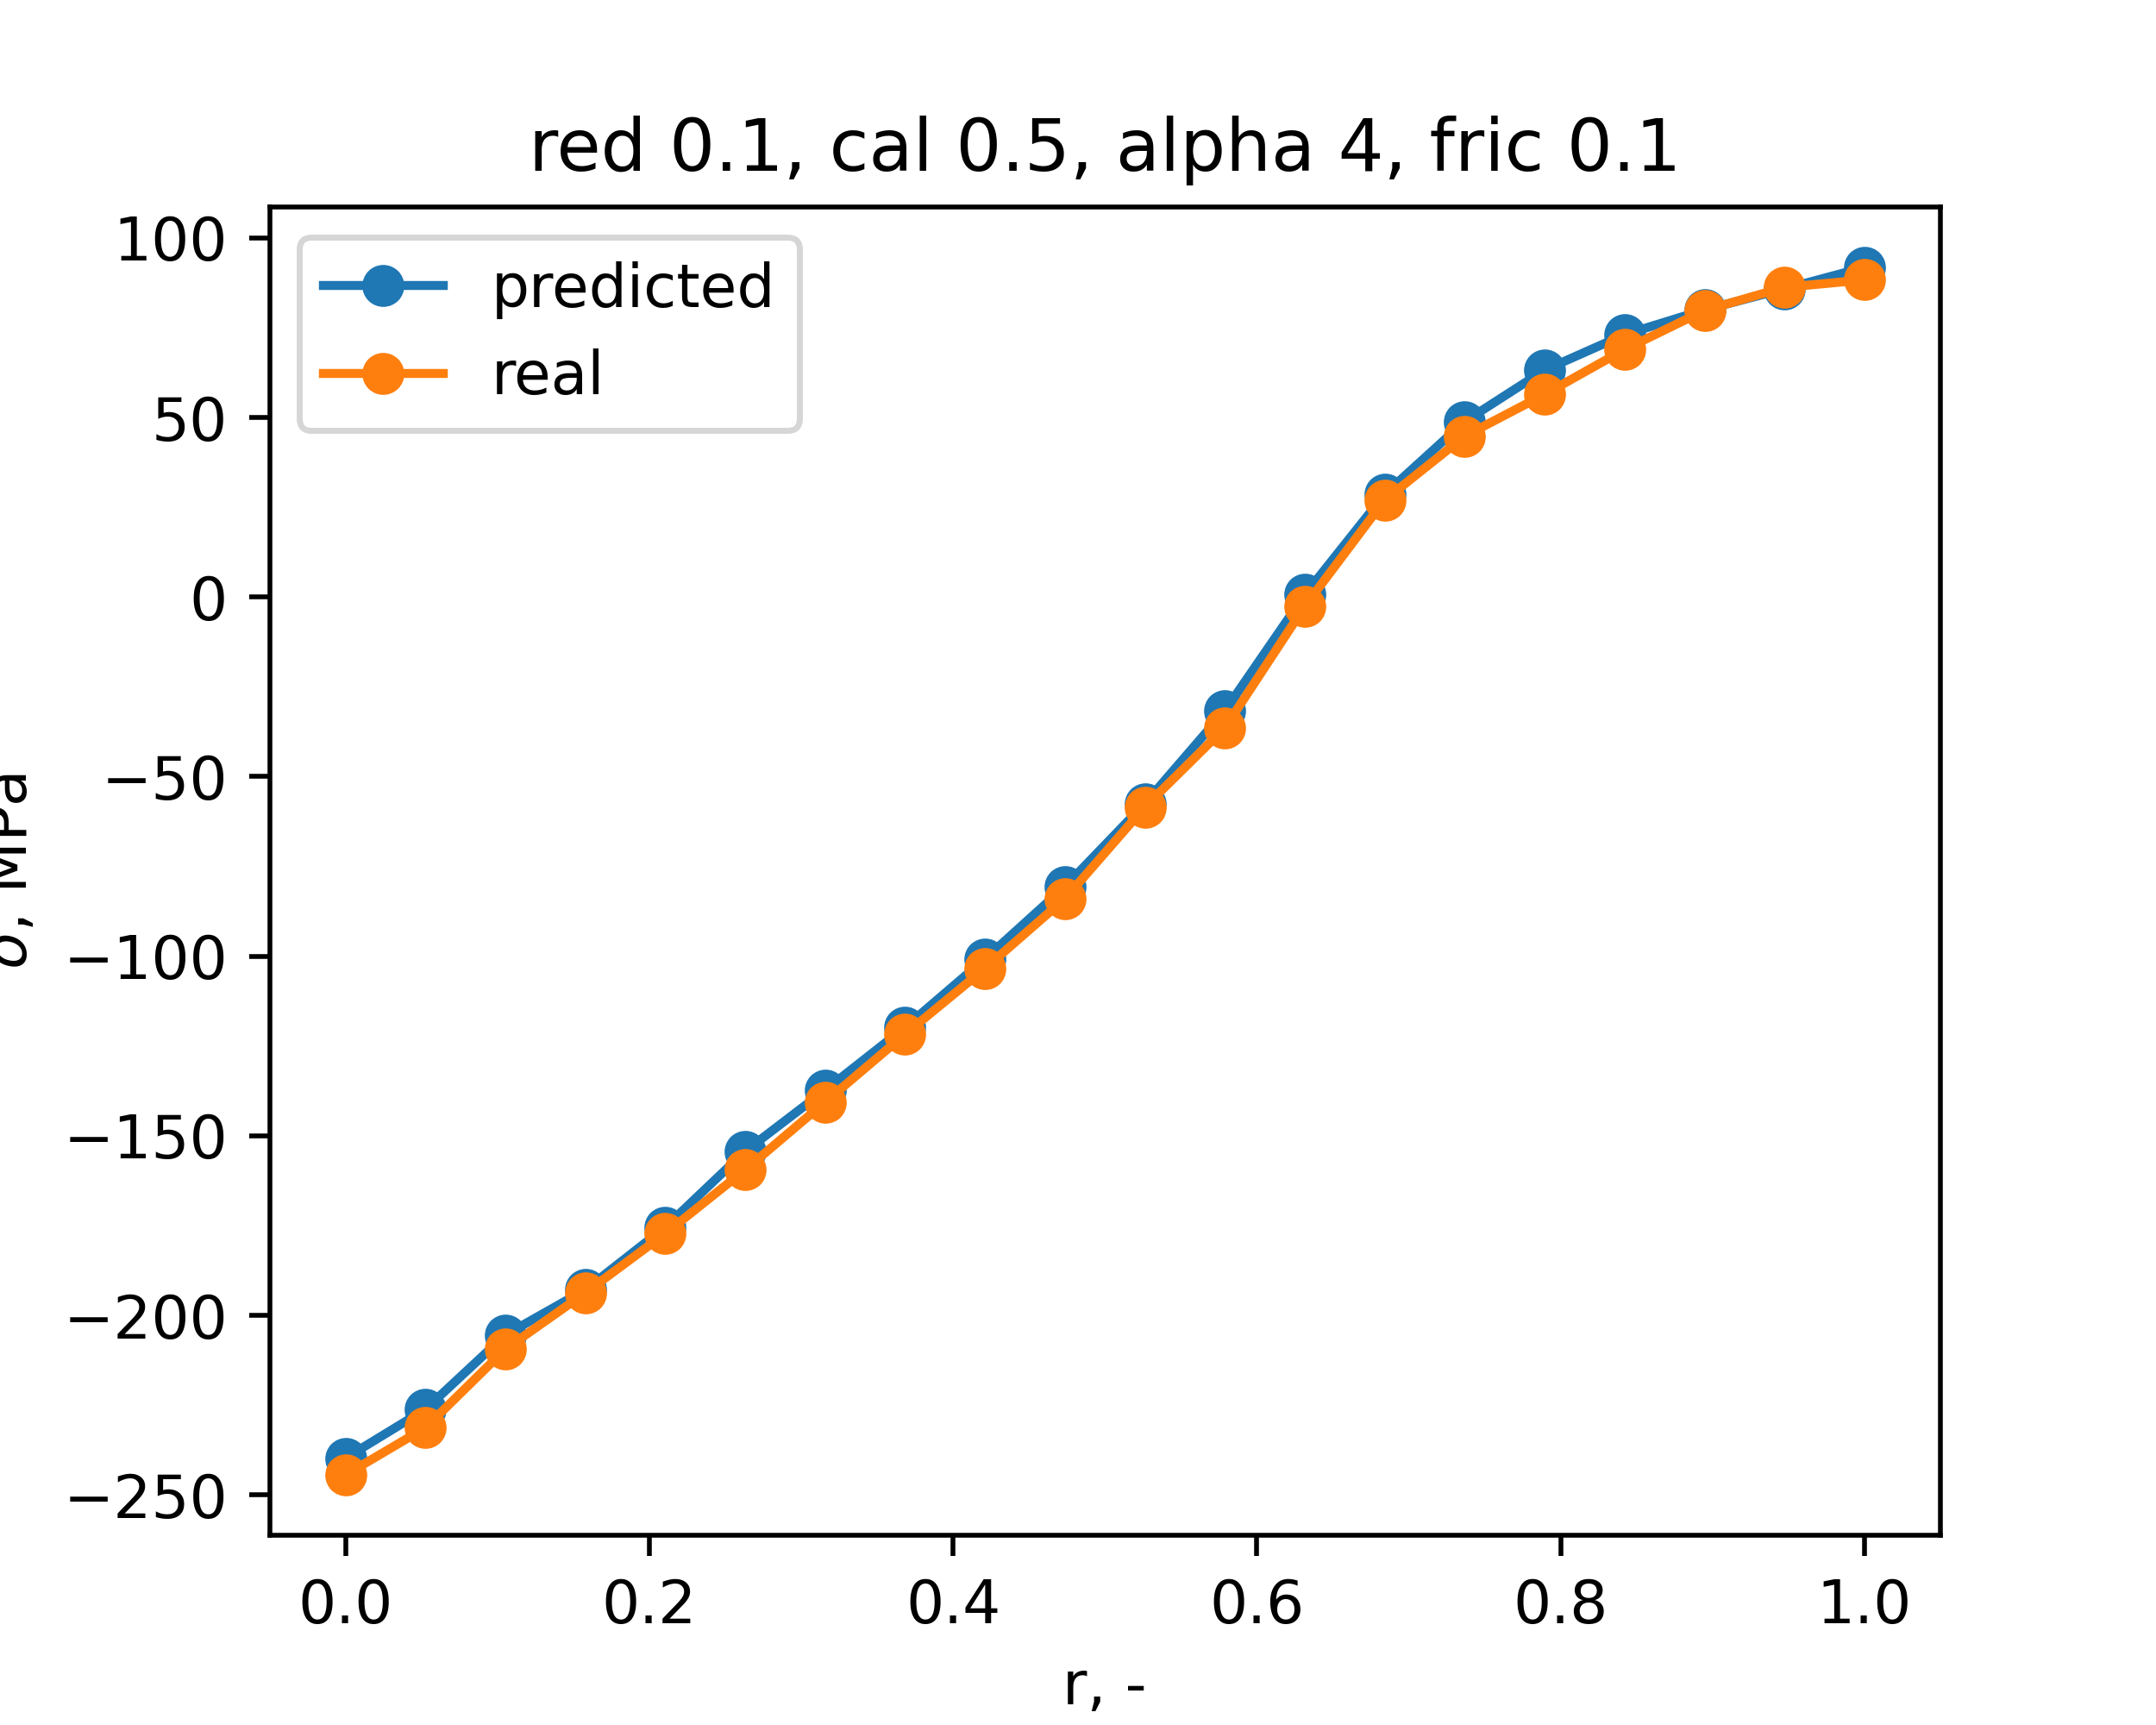 red 0.1, cal 0.5, alpha 4, fric 0.1
predicted
real
100
50
0
−50
−100
−150
−200
−250
σ, MPa
0.0 0.2 0.4 0.6 0.8 1.0
r, -